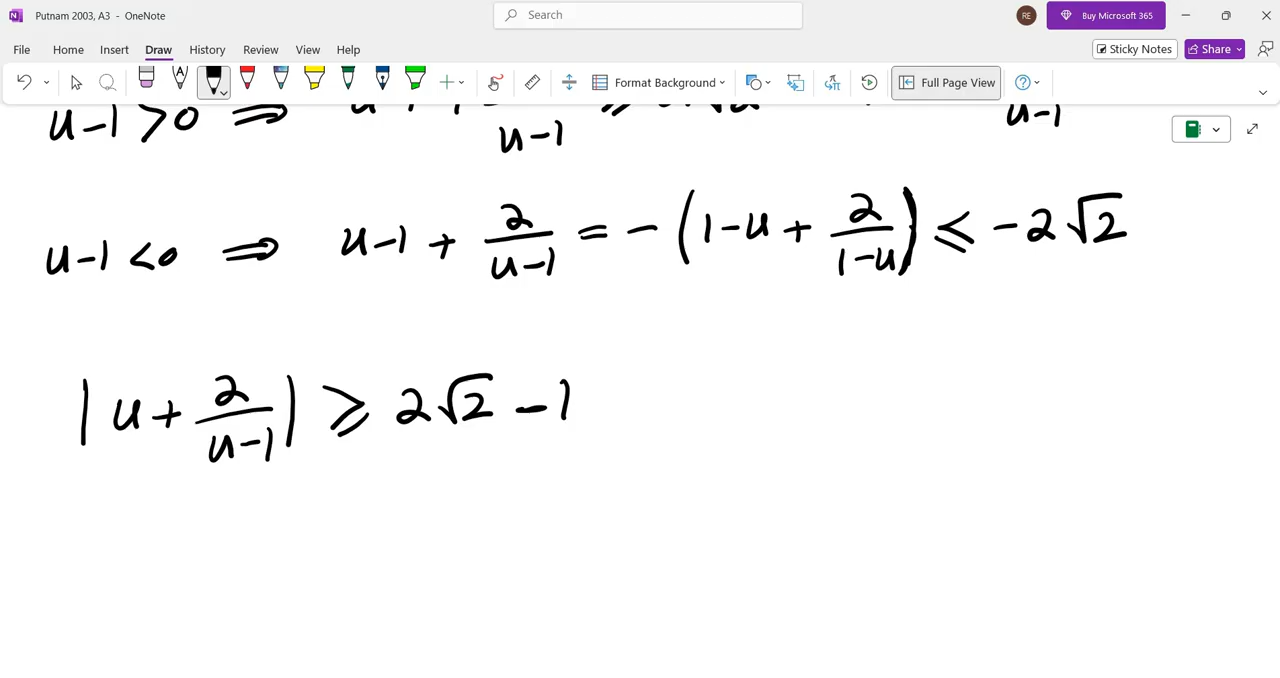 Putnam 2003, A3 - OneNote
Search
RE
Buy Microsoft 365
File Home Insert Draw History Review View Help
Sticky Notes
Share
Format Background
Full Page View
u-1>0 ⟹
u-1
u-1
u-1<0 ⟹ u-1 + 2/(u-1) = -(1-u + 2/(1-u)) ≤ -2√2
|u + 2/(u-1)| ≥ 2√2 - 1